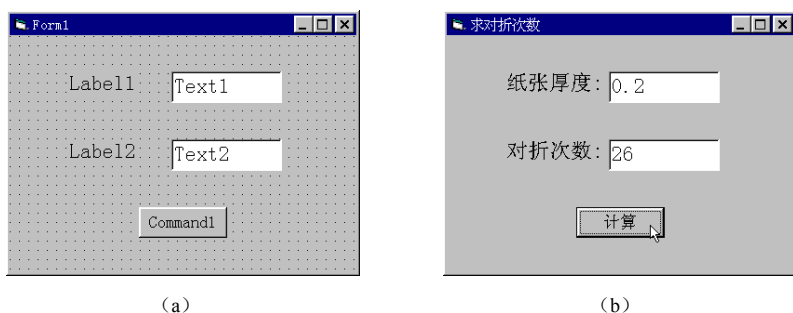 Form1
Label1 Text1
Label2 Text2
Command1
(a)
求对折次数
纸张厚度: 0.2
对折次数: 26
计算
(b)